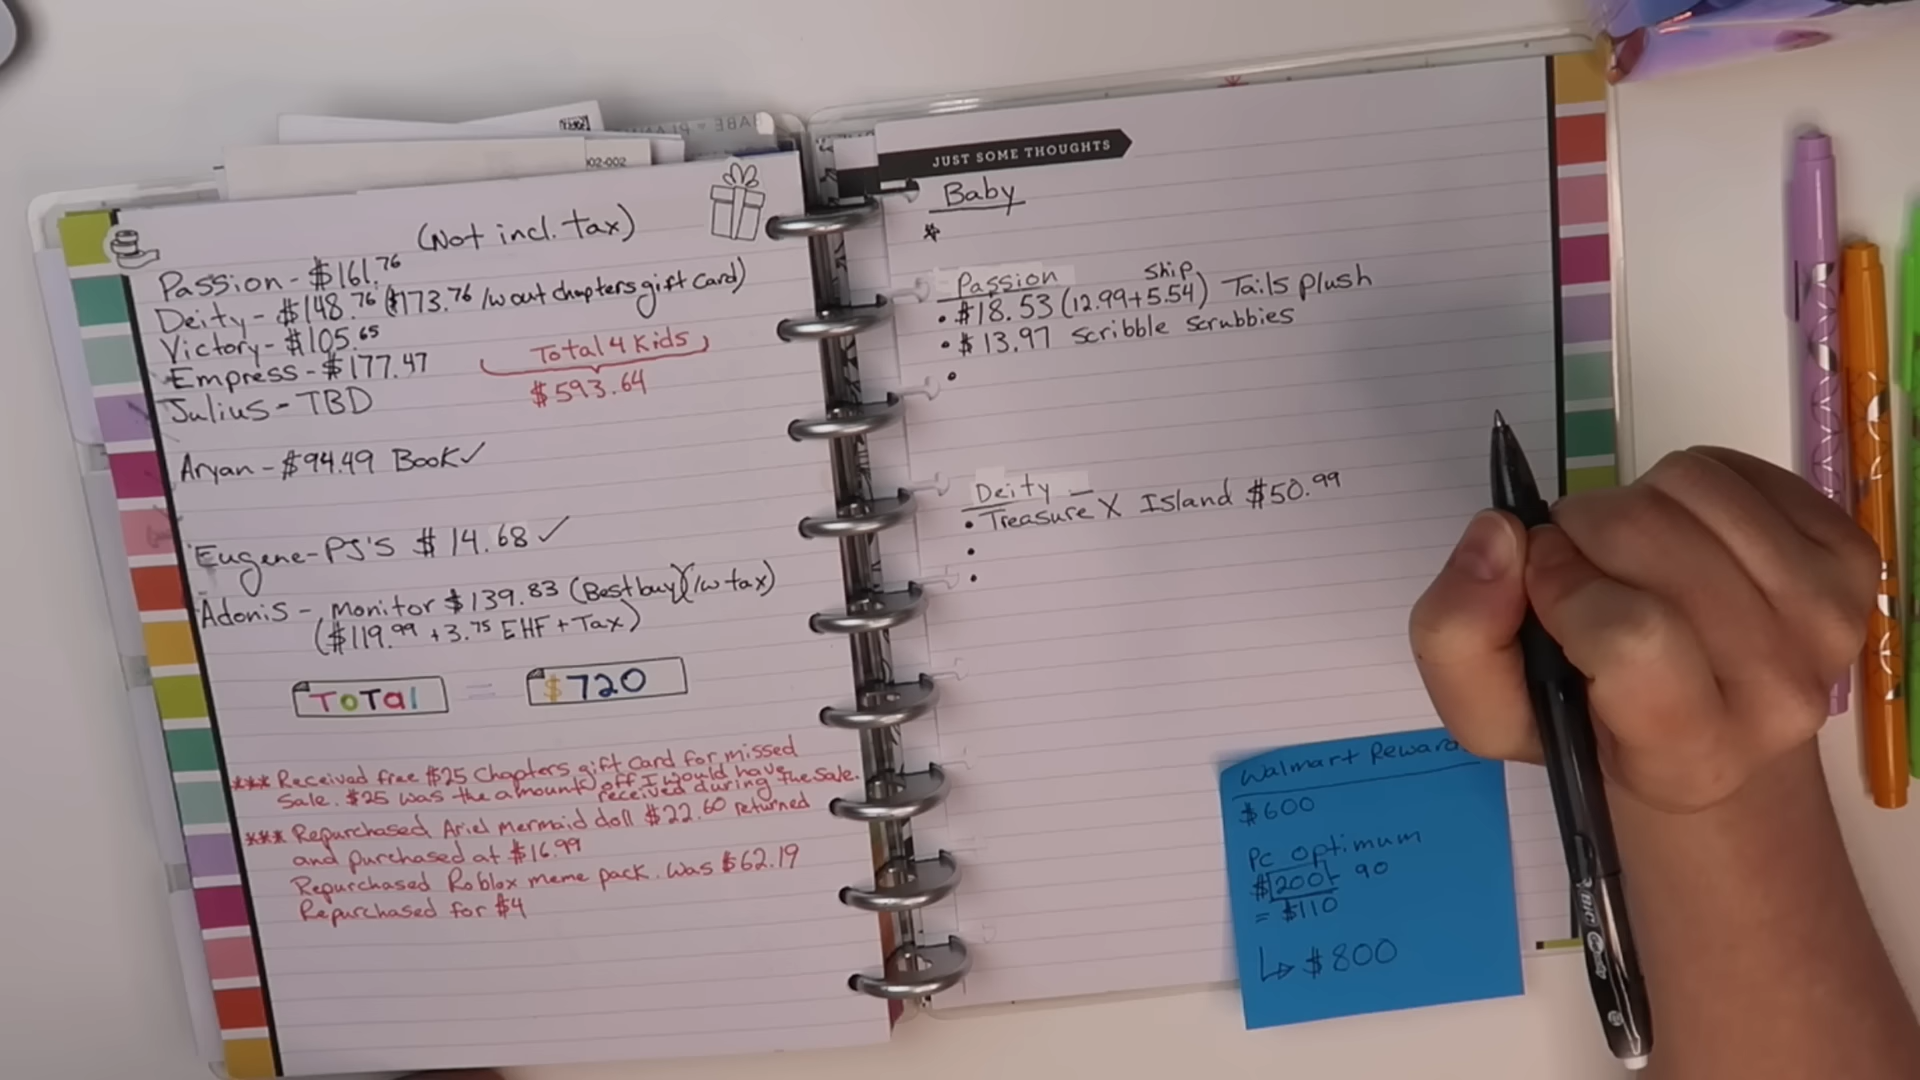 (Not incl. tax)
Passion - $161.76
Deity - $148.76 ($173.76 /w out chapters gift card)
Victory - $105.65
Empress - $177.47
Julius - TBD
Total 4 Kids
$593.64
Aryan - $94.49 Book ✓
Eugene - PJ'S $14.68 ✓
Adonis - Monitor $139.83 (Bestbuy)(/w tax)
($119.99 + 3.75 EHF + Tax)
TOTAL = $720
*** Received free $25 Chapters gift card for missed
sale. $25 was the amount off I would have
received during the sale.
*** Repurchased Ariel Mermaid doll $22.60 returned
and purchased at $16.99
Repurchased Roblox meme pack. was $62.19
Repurchased for $4
02-002
JUST SOME THOUGHTS
Baby
*
Passion
ship
• $18.53 (12.99+5.54) Tails plush
• $13.97 Scribble Scrubbies
•
Deity
• Treasure X Island $50.99
•
•
Walmart Reward
$600
PC optimum
$200 - 90
= $110
↳ $800
BIC